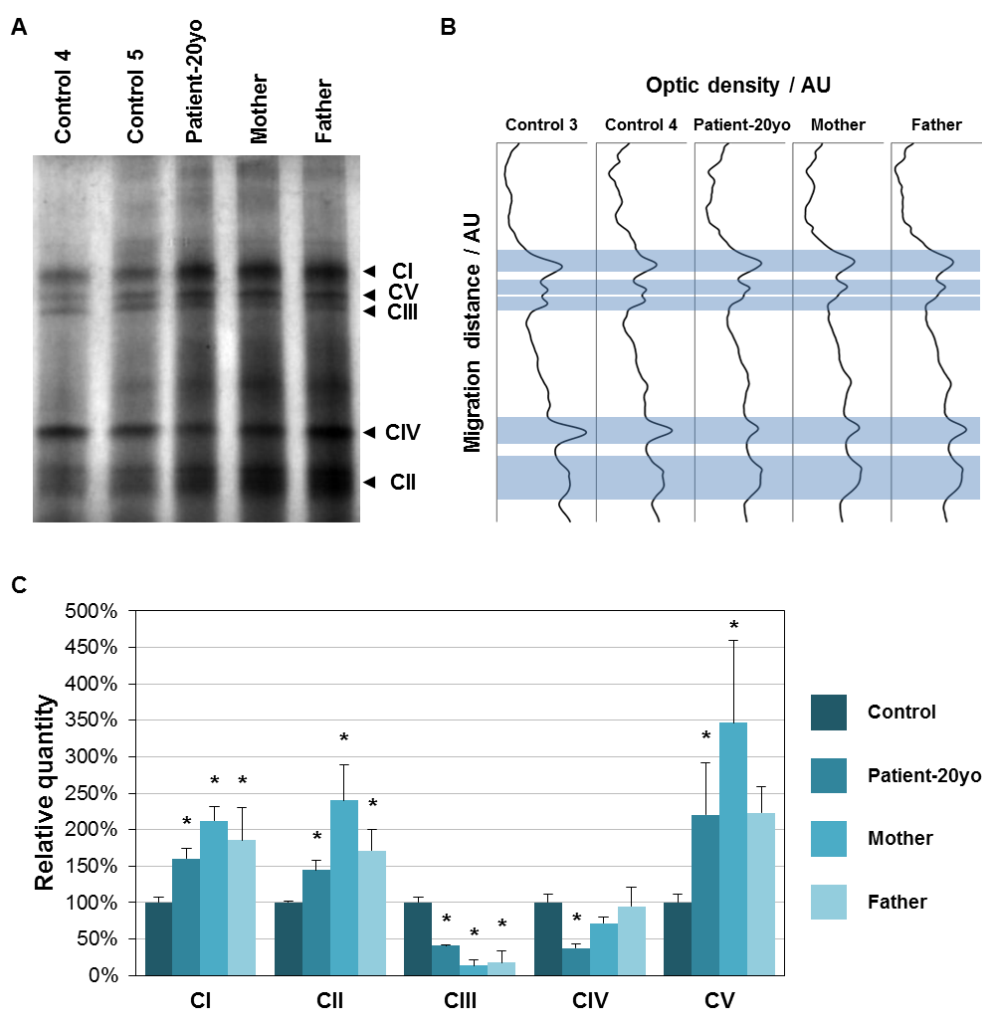 A
Control 4
Control 5
Patient-20yo
Mother
Father
◄ CI
◄ CV
◄ CIII
◄ CIV
◄ CII
B
Optic density / AU
Control 3 Control 4 Patient-20yo Mother Father
Migration distance / AU
C
Relative quantity
500%
450%
400%
350%
300%
250%
200%
150%
100%
50%
0%
* * *
* * *
* * *
*
* *
CI CII CIII CIV CV
Control
Patient-20yo
Mother
Father